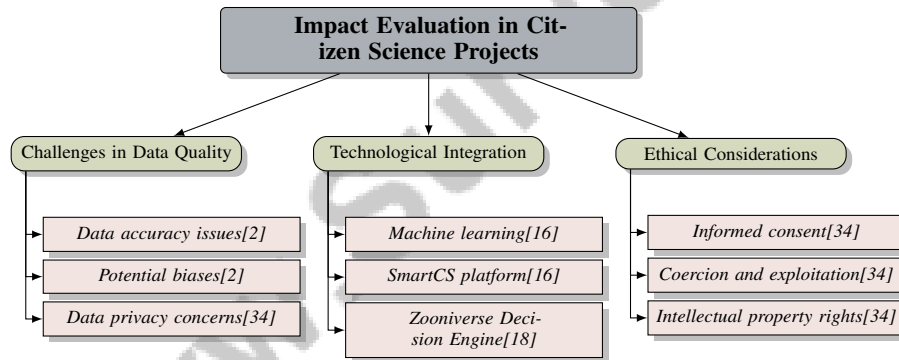 Impact Evaluation in Cit-
izen Science Projects
Challenges in Data Quality
Technological Integration
Ethical Considerations
Data accuracy issues[2]
Potential biases[2]
Data privacy concerns[34]
Machine learning[16]
SmartCS platform[16]
Zooniverse Deci-
sion Engine[18]
Informed consent[34]
Coercion and exploitation[34]
Intellectual property rights[34]